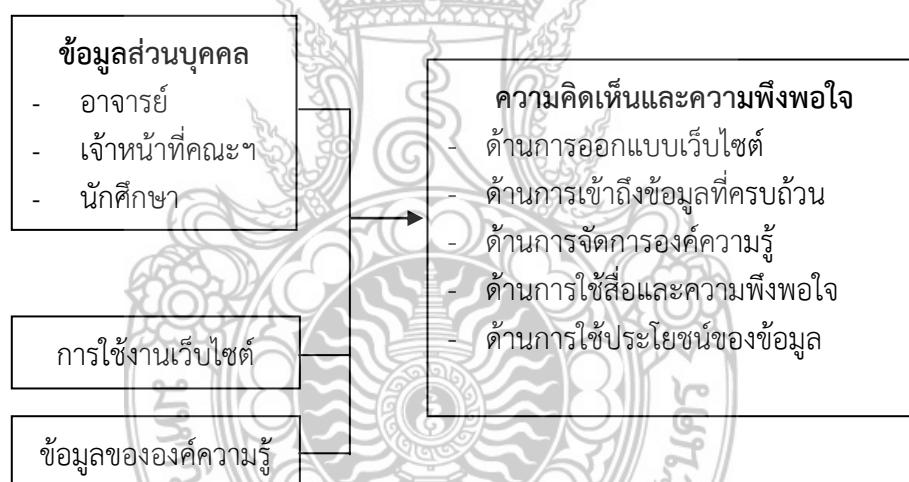 ข้อมูลส่วนบุคคล
- อาจารย์
- เจ้าหน้าที่คณะฯ
- นักศึกษา
การใช้งานเว็บไซต์
ข้อมูลขององค์ความรู้
ความคิดเห็นและความพึงพอใจ
- ด้านการออกแบบเว็บไซต์
- ด้านการเข้าถึงข้อมูลที่ครบถ้วน
- ด้านการจัดการองค์ความรู้
- ด้านการใช้สื่อและความพึงพอใจ
- ด้านการใช้ประโยชน์ของข้อมูล